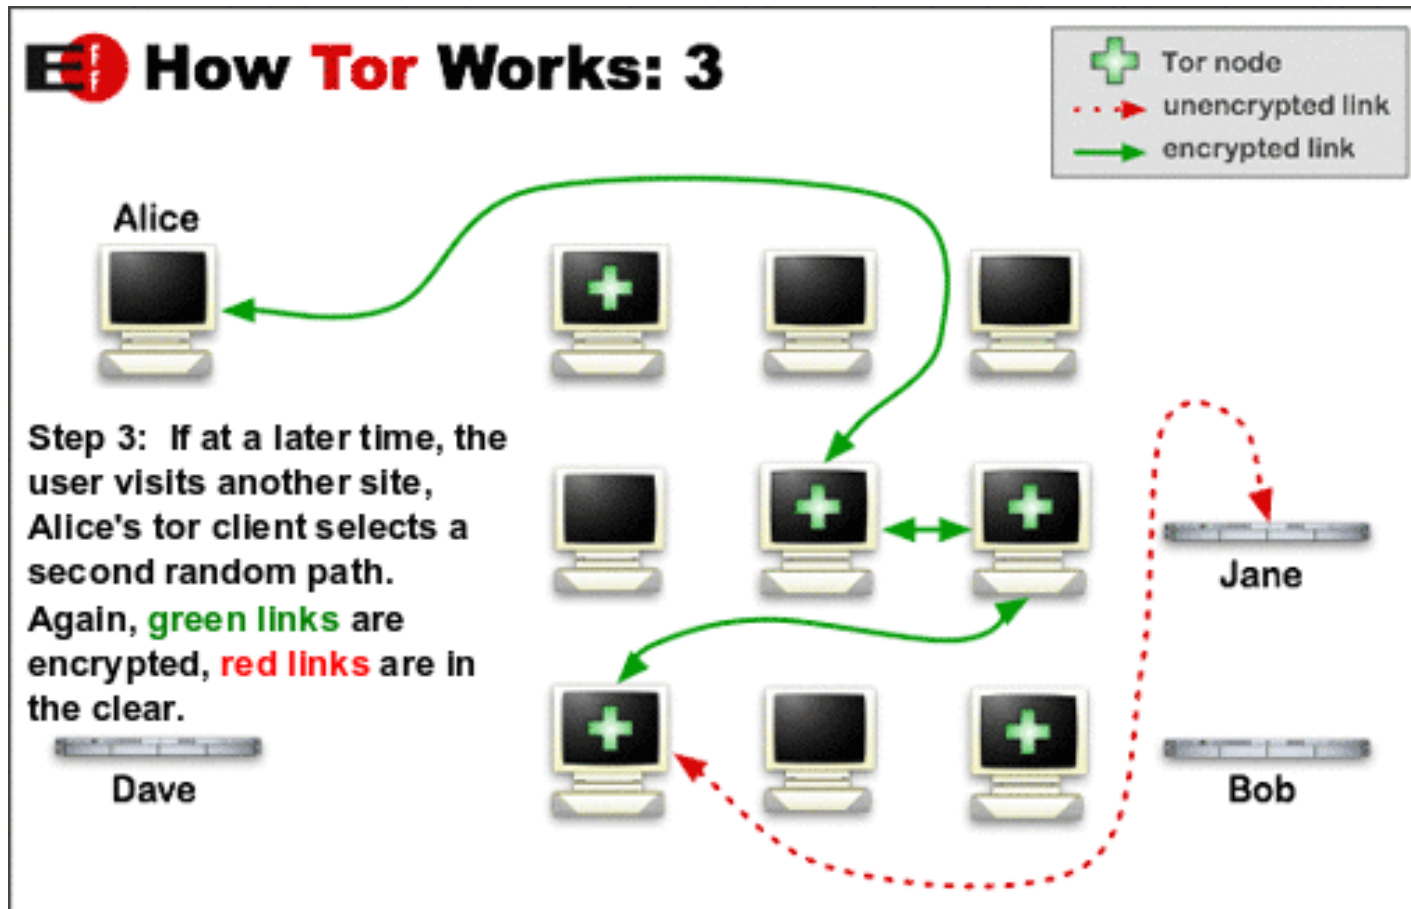 EFF How Tor Works: 3
Tor node
unencrypted link
encrypted link
Alice
Step 3: If at a later time, the
user visits another site,
Alice's tor client selects a
second random path.
Again, green links are
encrypted, red links are in
the clear.
Jane
Dave
Bob